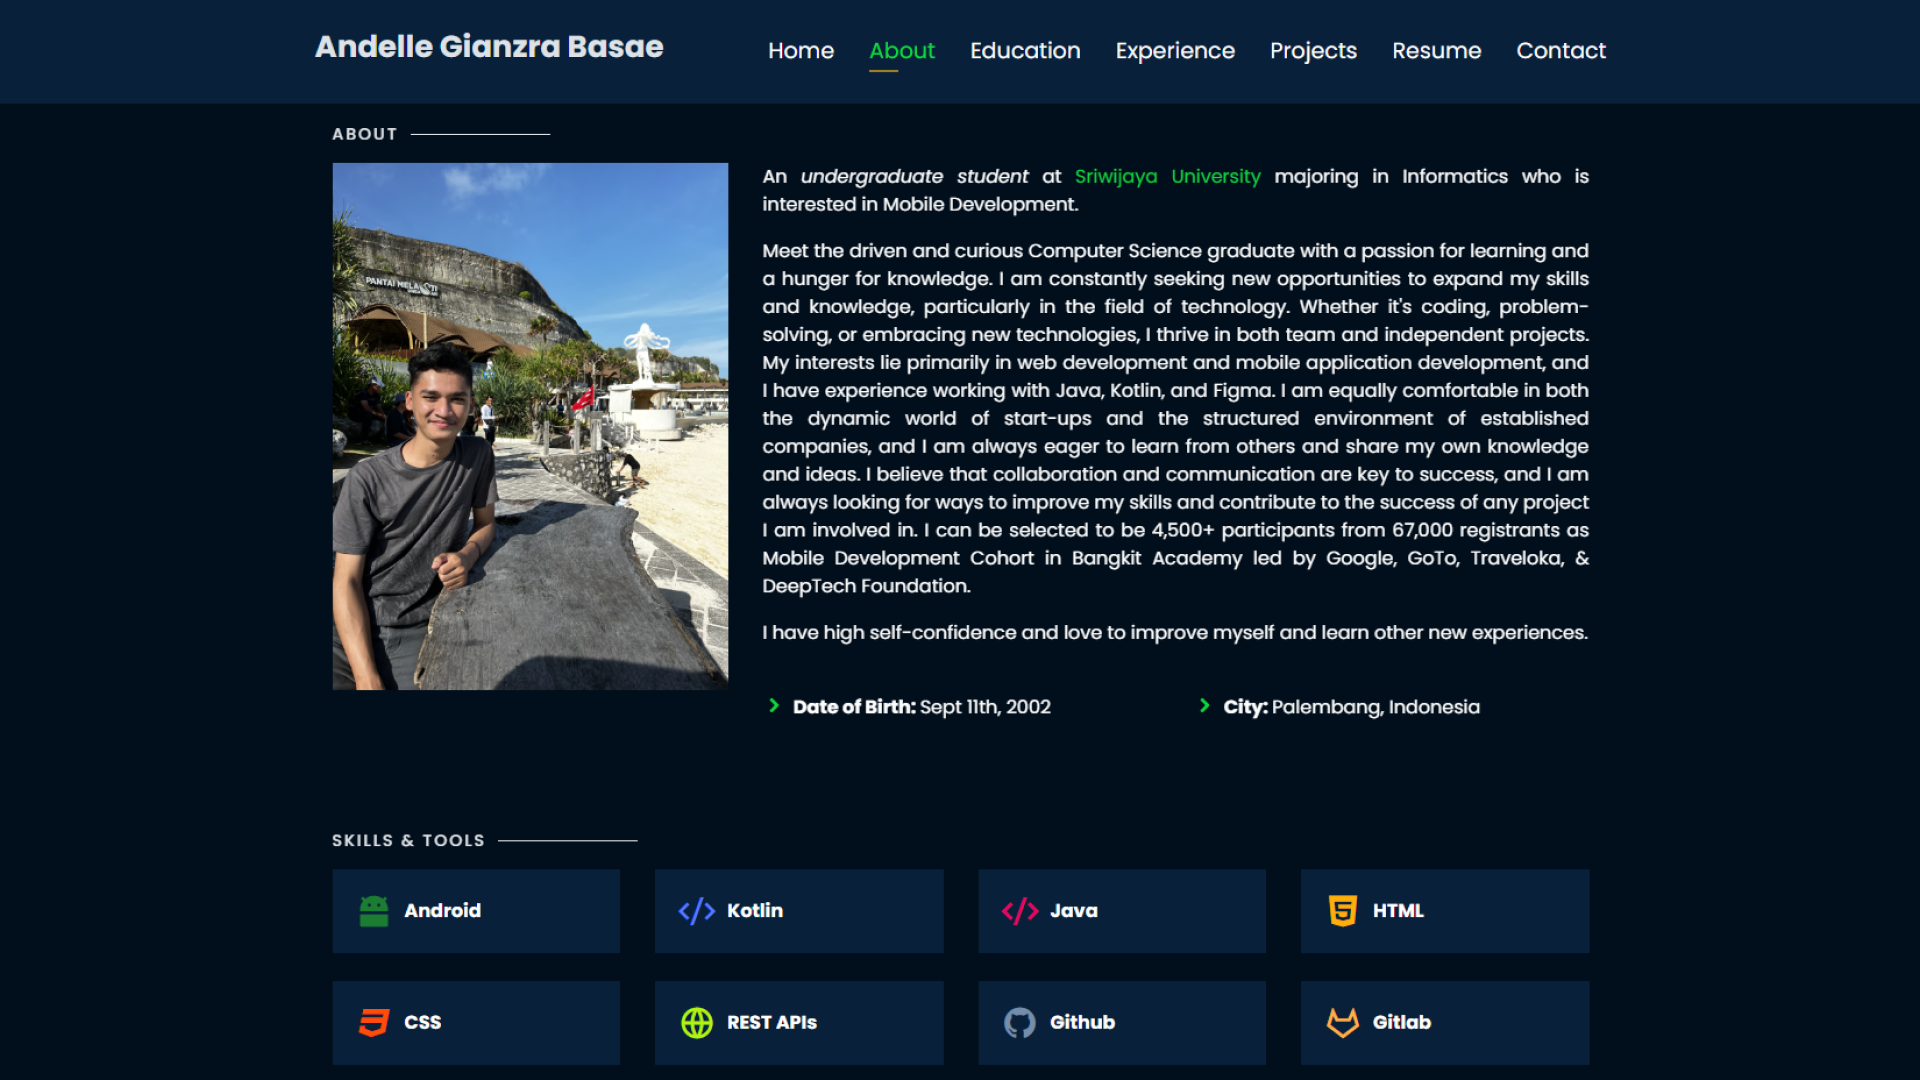 Andelle Gianzra Basae
Home About Education Experience Projects Resume Contact
ABOUT
PANTAI MELASTI
An undergraduate student at Sriwijaya University majoring in Informatics who is
interested in Mobile Development.
Meet the driven and curious Computer Science graduate with a passion for learning and
a hunger for knowledge. I am constantly seeking new opportunities to expand my skills
and knowledge, particularly in the field of technology. Whether it's coding, problem-
solving, or embracing new technologies, I thrive in both team and independent projects.
My interests lie primarily in web development and mobile application development, and
I have experience working with Java, Kotlin, and Figma. I am equally comfortable in both
the dynamic world of start-ups and the structured environment of established
companies, and I am always eager to learn from others and share my own knowledge
and ideas. I believe that collaboration and communication are key to success, and I am
always looking for ways to improve my skills and contribute to the success of any project
I am involved in. I can be selected to be 4,500+ participants from 67,000 registrants as
Mobile Development Cohort in Bangkit Academy led by Google, GoTo, Traveloka, &
DeepTech Foundation.
I have high self-confidence and love to improve myself and learn other new experiences.
Date of Birth: Sept 11th, 2002
City: Palembang, Indonesia
SKILLS & TOOLS
Android
Kotlin
Java
HTML
CSS
REST APIs
Github
Gitlab